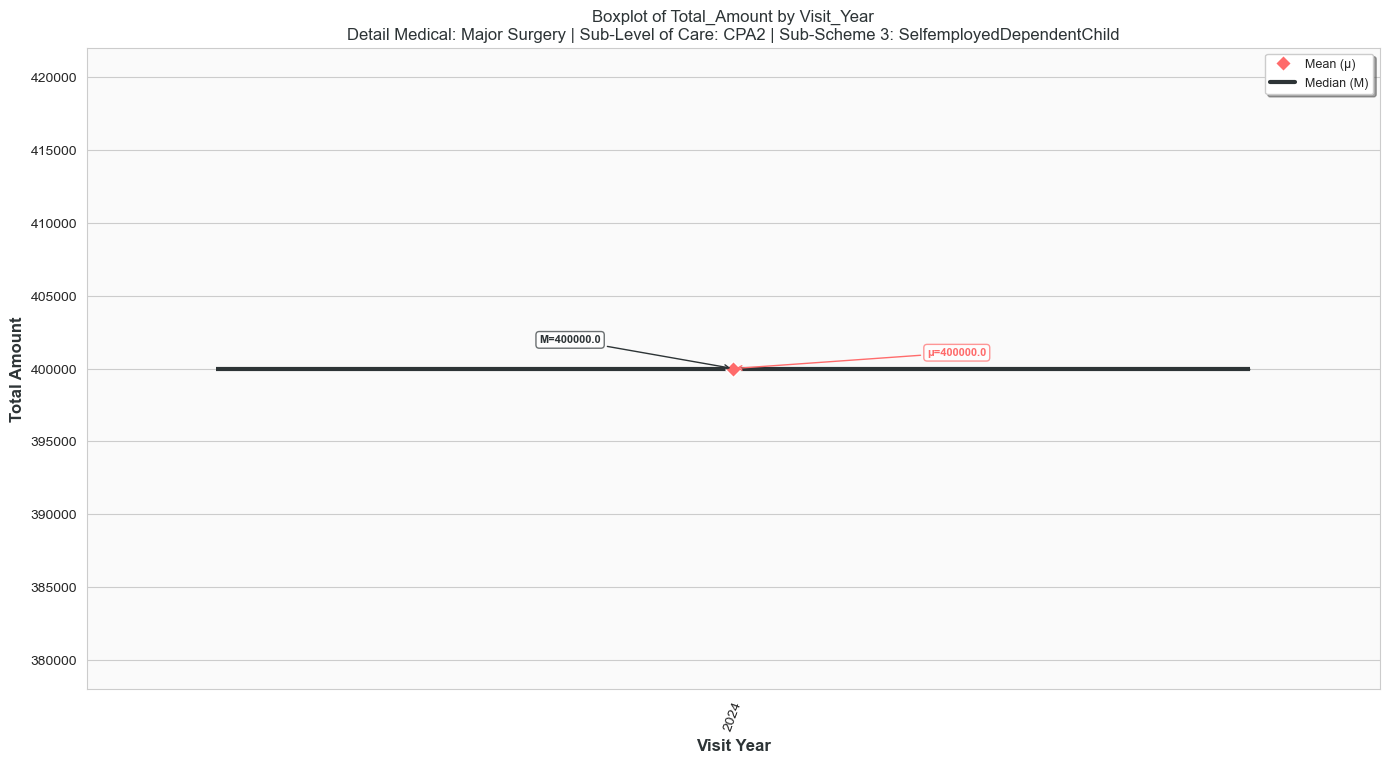 Boxplot of Total_Amount by Visit_Year
Detail Medical: Major Surgery | Sub-Level of Care: CPA2 | Sub-Scheme 3: SelfemployedDependentChild
Mean (μ)
Median (M)
420000
415000
410000
405000
400000
395000
390000
385000
380000
Total Amount
M=400000.0
μ=400000.0
2024
Visit Year